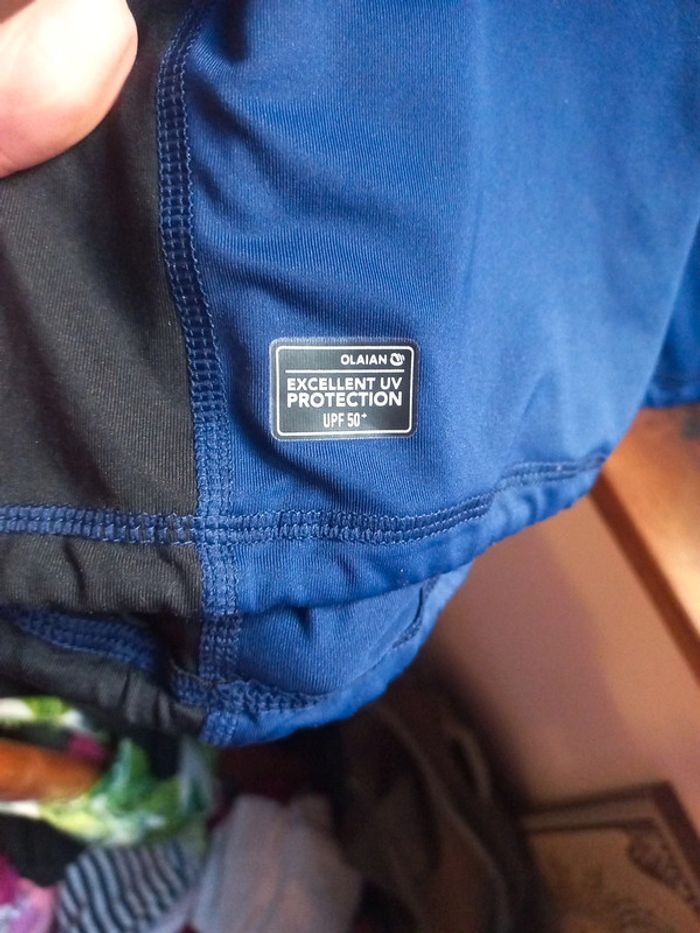 OLAIAN
EXCELLENT UV
PROTECTION
UPF 50+